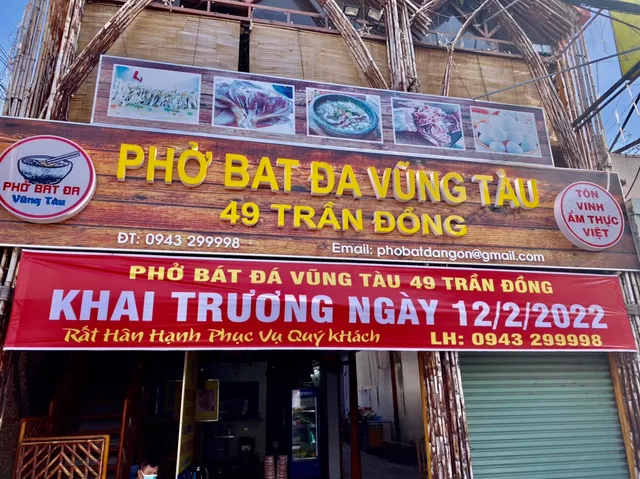 PHỞ BAT ĐA
Vũng Tàu
PHỞ BAT ĐA VŨNG TÀU
49 TRẦN ĐỒNG
ĐT: 0943 299998
Email: phobatdangon@gmail.com
TÔN
VINH
ẨM THỰC
VIỆT
PHỞ BÁT ĐÁ VŨNG TÀU 49 TRẦN ĐỒNG
KHAI TRƯƠNG NGÀY 12/2/2022
Rất Hân Hạnh Phục Vụ Quý kHách
LH: 0943 299998